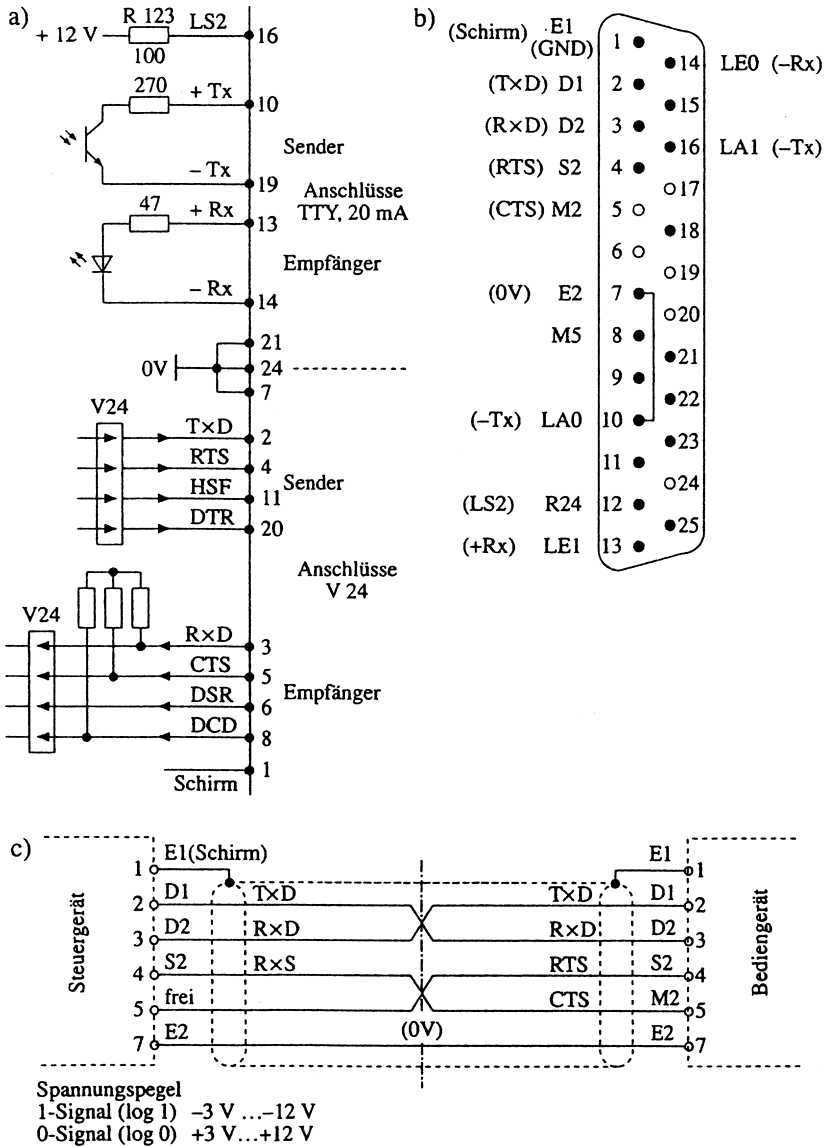 a)
R 123 LS2
+ 12 V 16
100
270 + Tx 10
Sender
– Tx 19
Anschlüsse
TTY, 20 mA
47 + Rx 13
Empfänger
– Rx 14
21
0V 24
7
V24
T×D 2
RTS 4
Sender
HSF 11
DTR 20
Anschlüsse
V 24
V24
R×D 3
CTS 5
Empfänger
DSR 6
DCD 8
1
Schirm
b)
(Schirm) E1 1
(GND)
14 LE0 (–Rx)
(T×D) D1 2
15
(R×D) D2 3
16 LA1 (–Tx)
(RTS) S2 4
17
(CTS) M2 5
18
6
19
(0V) E2 7
20
M5 8
21
9
22
(–Tx) LA0 10
23
11
24
(LS2) R24 12
25
(+Rx) LE1 13
c)
Steuergerät
Bediengerät
1 E1(Schirm) E1 1
2 D1 T×D T×D D1 2
3 D2 R×D R×D D2 3
4 S2 R×S RTS S2 4
5 frei CTS M2 5
7 E2 (0V) E2 7
Spannungspegel
1-Signal (log 1) –3 V ...–12 V
0-Signal (log 0) +3 V...+12 V